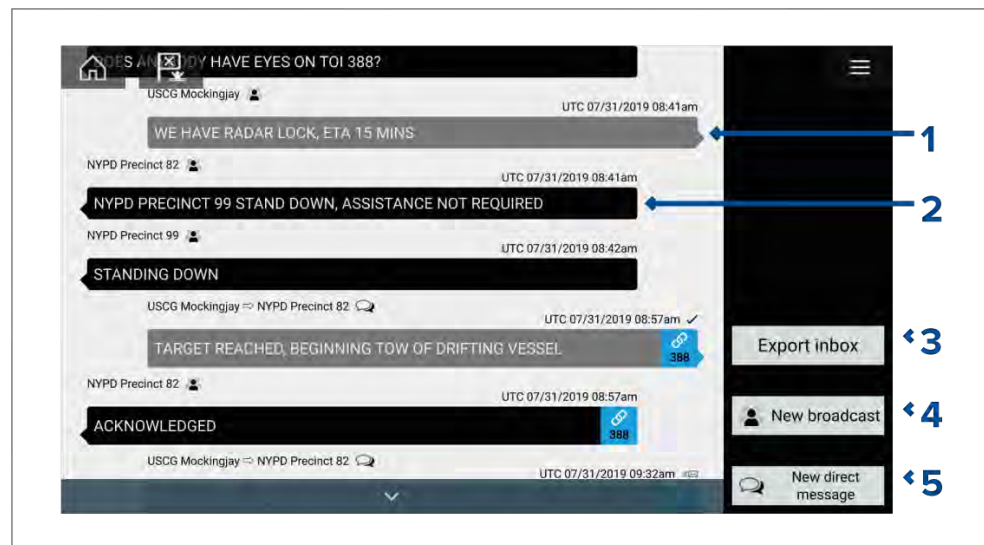 DOES ANYBODY HAVE EYES ON TOI 388?
USCG Mockingjay
UTC 07/31/2019 08:41am
WE HAVE RADAR LOCK, ETA 15 MINS
1
NYPD Precinct 82
UTC 07/31/2019 08:41am
NYPD PRECINCT 99 STAND DOWN, ASSISTANCE NOT REQUIRED
2
NYPD Precinct 99
UTC 07/31/2019 08:42am
STANDING DOWN
USCG Mockingjay ⇨ NYPD Precinct 82
UTC 07/31/2019 08:57am ✓
TARGET REACHED, BEGINNING TOW OF DRIFTING VESSEL
388
Export inbox
3
NYPD Precinct 82
UTC 07/31/2019 08:57am
ACKNOWLEDGED
388
New broadcast
4
USCG Mockingjay ⇨ NYPD Precinct 82
UTC 07/31/2019 09:32am
New direct
message
5